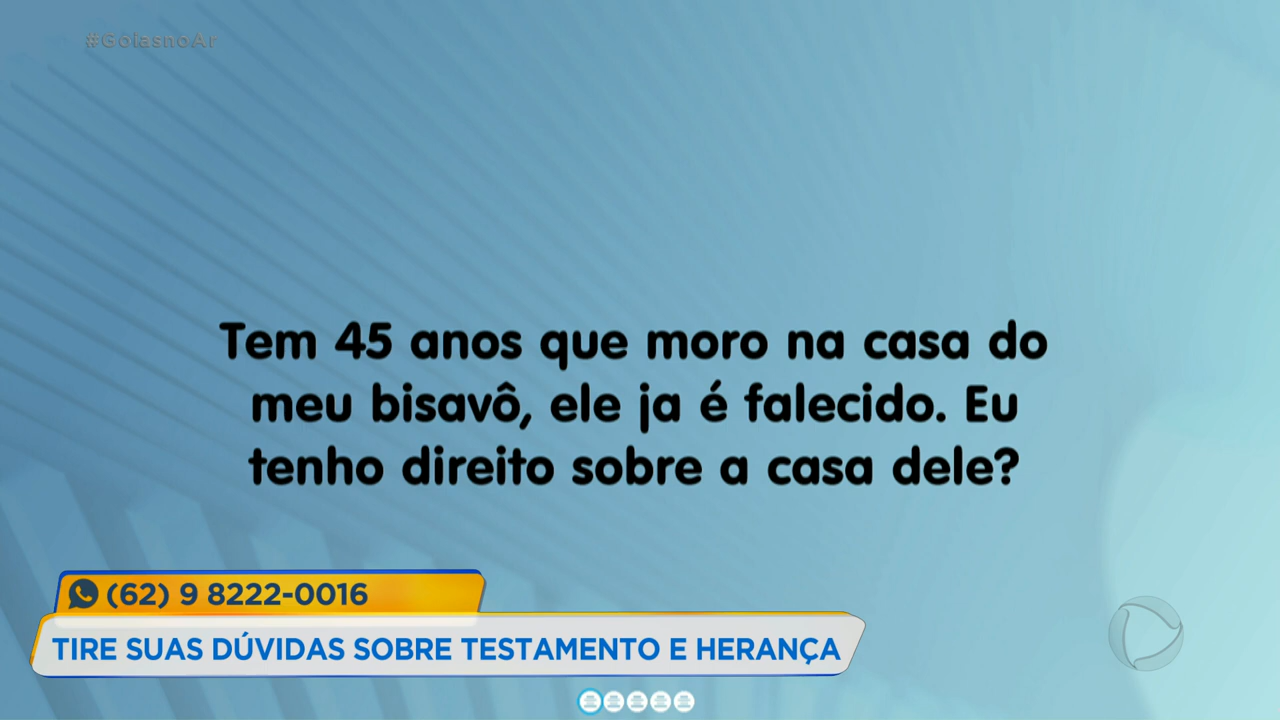 #GoiasnoAr
Tem 45 anos que moro na casa do
meu bisavô, ele ja é falecido. Eu
tenho direito sobre a casa dele?
(62) 9 8222-0016
TIRE SUAS DÚVIDAS SOBRE TESTAMENTO E HERANÇA